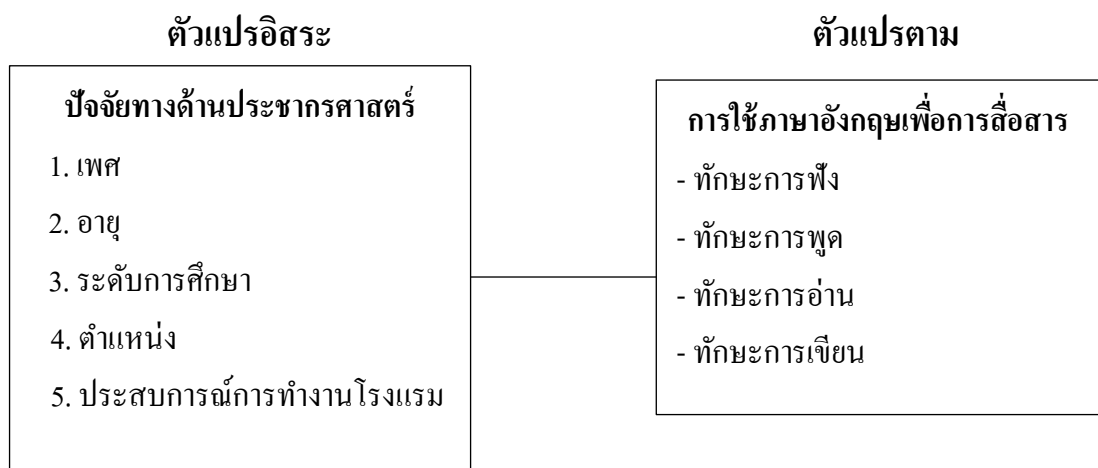 ตัวแปรอิสระ
ปัจจัยทางด้านประชากรศาสตร์
1. เพศ
2. อายุ
3. ระดับการศึกษา
4. ตำแหน่ง
5. ประสบการณ์การทำงานโรงแรม
ตัวแปรตาม
การใช้ภาษาอังกฤษเพื่อการสื่อสาร
- ทักษะการฟัง
- ทักษะการพูด
- ทักษะการอ่าน
- ทักษะการเขียน